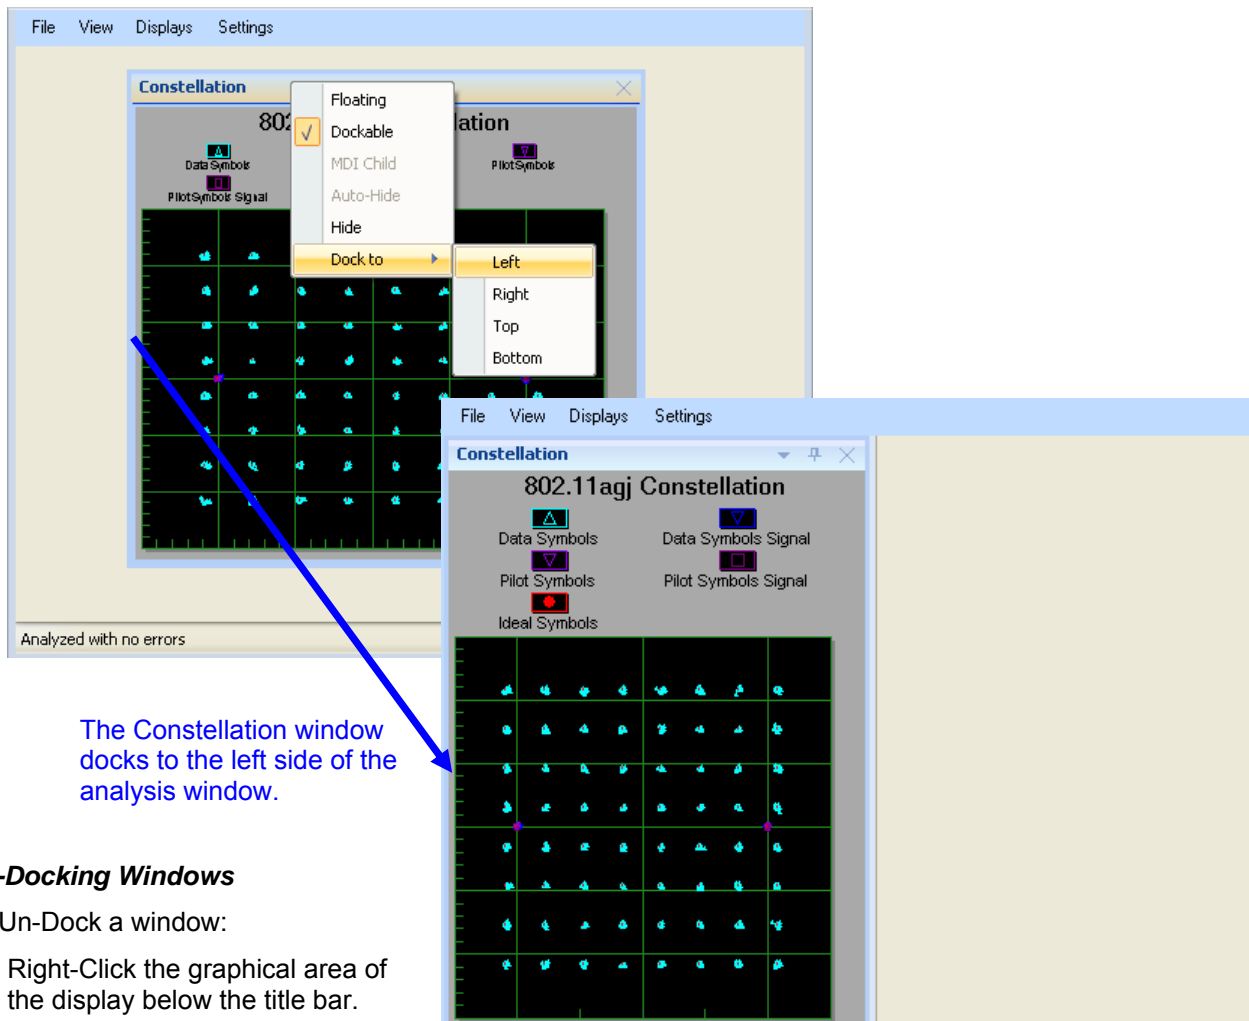 File View Displays Settings
Constellation
802
lation
Floating
Dockable
MDI Child
Auto-Hide
Hide
Dock to
Left
Right
Top
Bottom
Data Symbols
Pilot Symbols
Pilot Symbols Signal
Analyzed with no errors
File View Displays Settings
Constellation
802.11agj Constellation
Data Symbols Data Symbols Signal
Pilot Symbols Pilot Symbols Signal
Ideal Symbols
The Constellation window
docks to the left side of the
analysis window.
-Docking Windows
Un-Dock a window:
Right-Click the graphical area of
the display below the title bar.